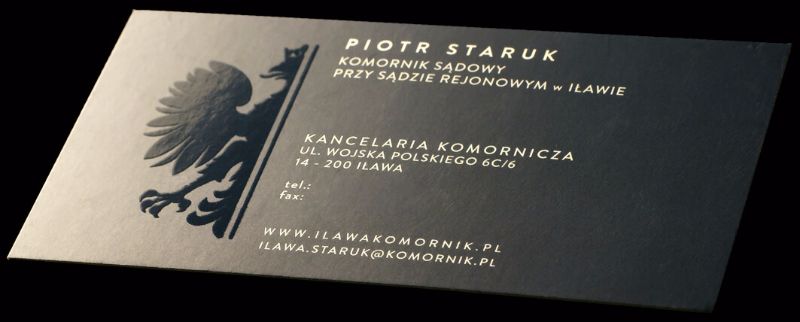 PIOTR STARUK
KOMORNIK SĄDOWY
PRZY SĄDZIE REJONOWYM w IŁAWIE
KANCELARIA KOMORNICZA
UL. WOJSKA POLSKIEGO 6C/6
14 - 200 IŁAWA
tel.:
fax:
WWW.ILAWAKOMORNIK.PL
ILAWA.STARUK@KOMORNIK.PL